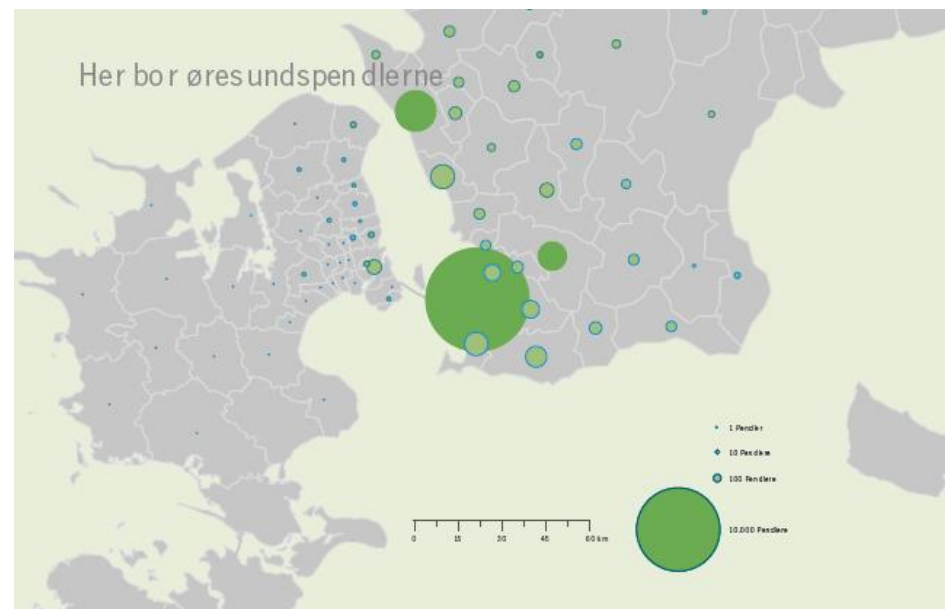 Her bor øresundspendlerne
1 Pendler
10 Pendlere
100 Pendlere
10.000 Pendlere
0 15 30 45 60 km